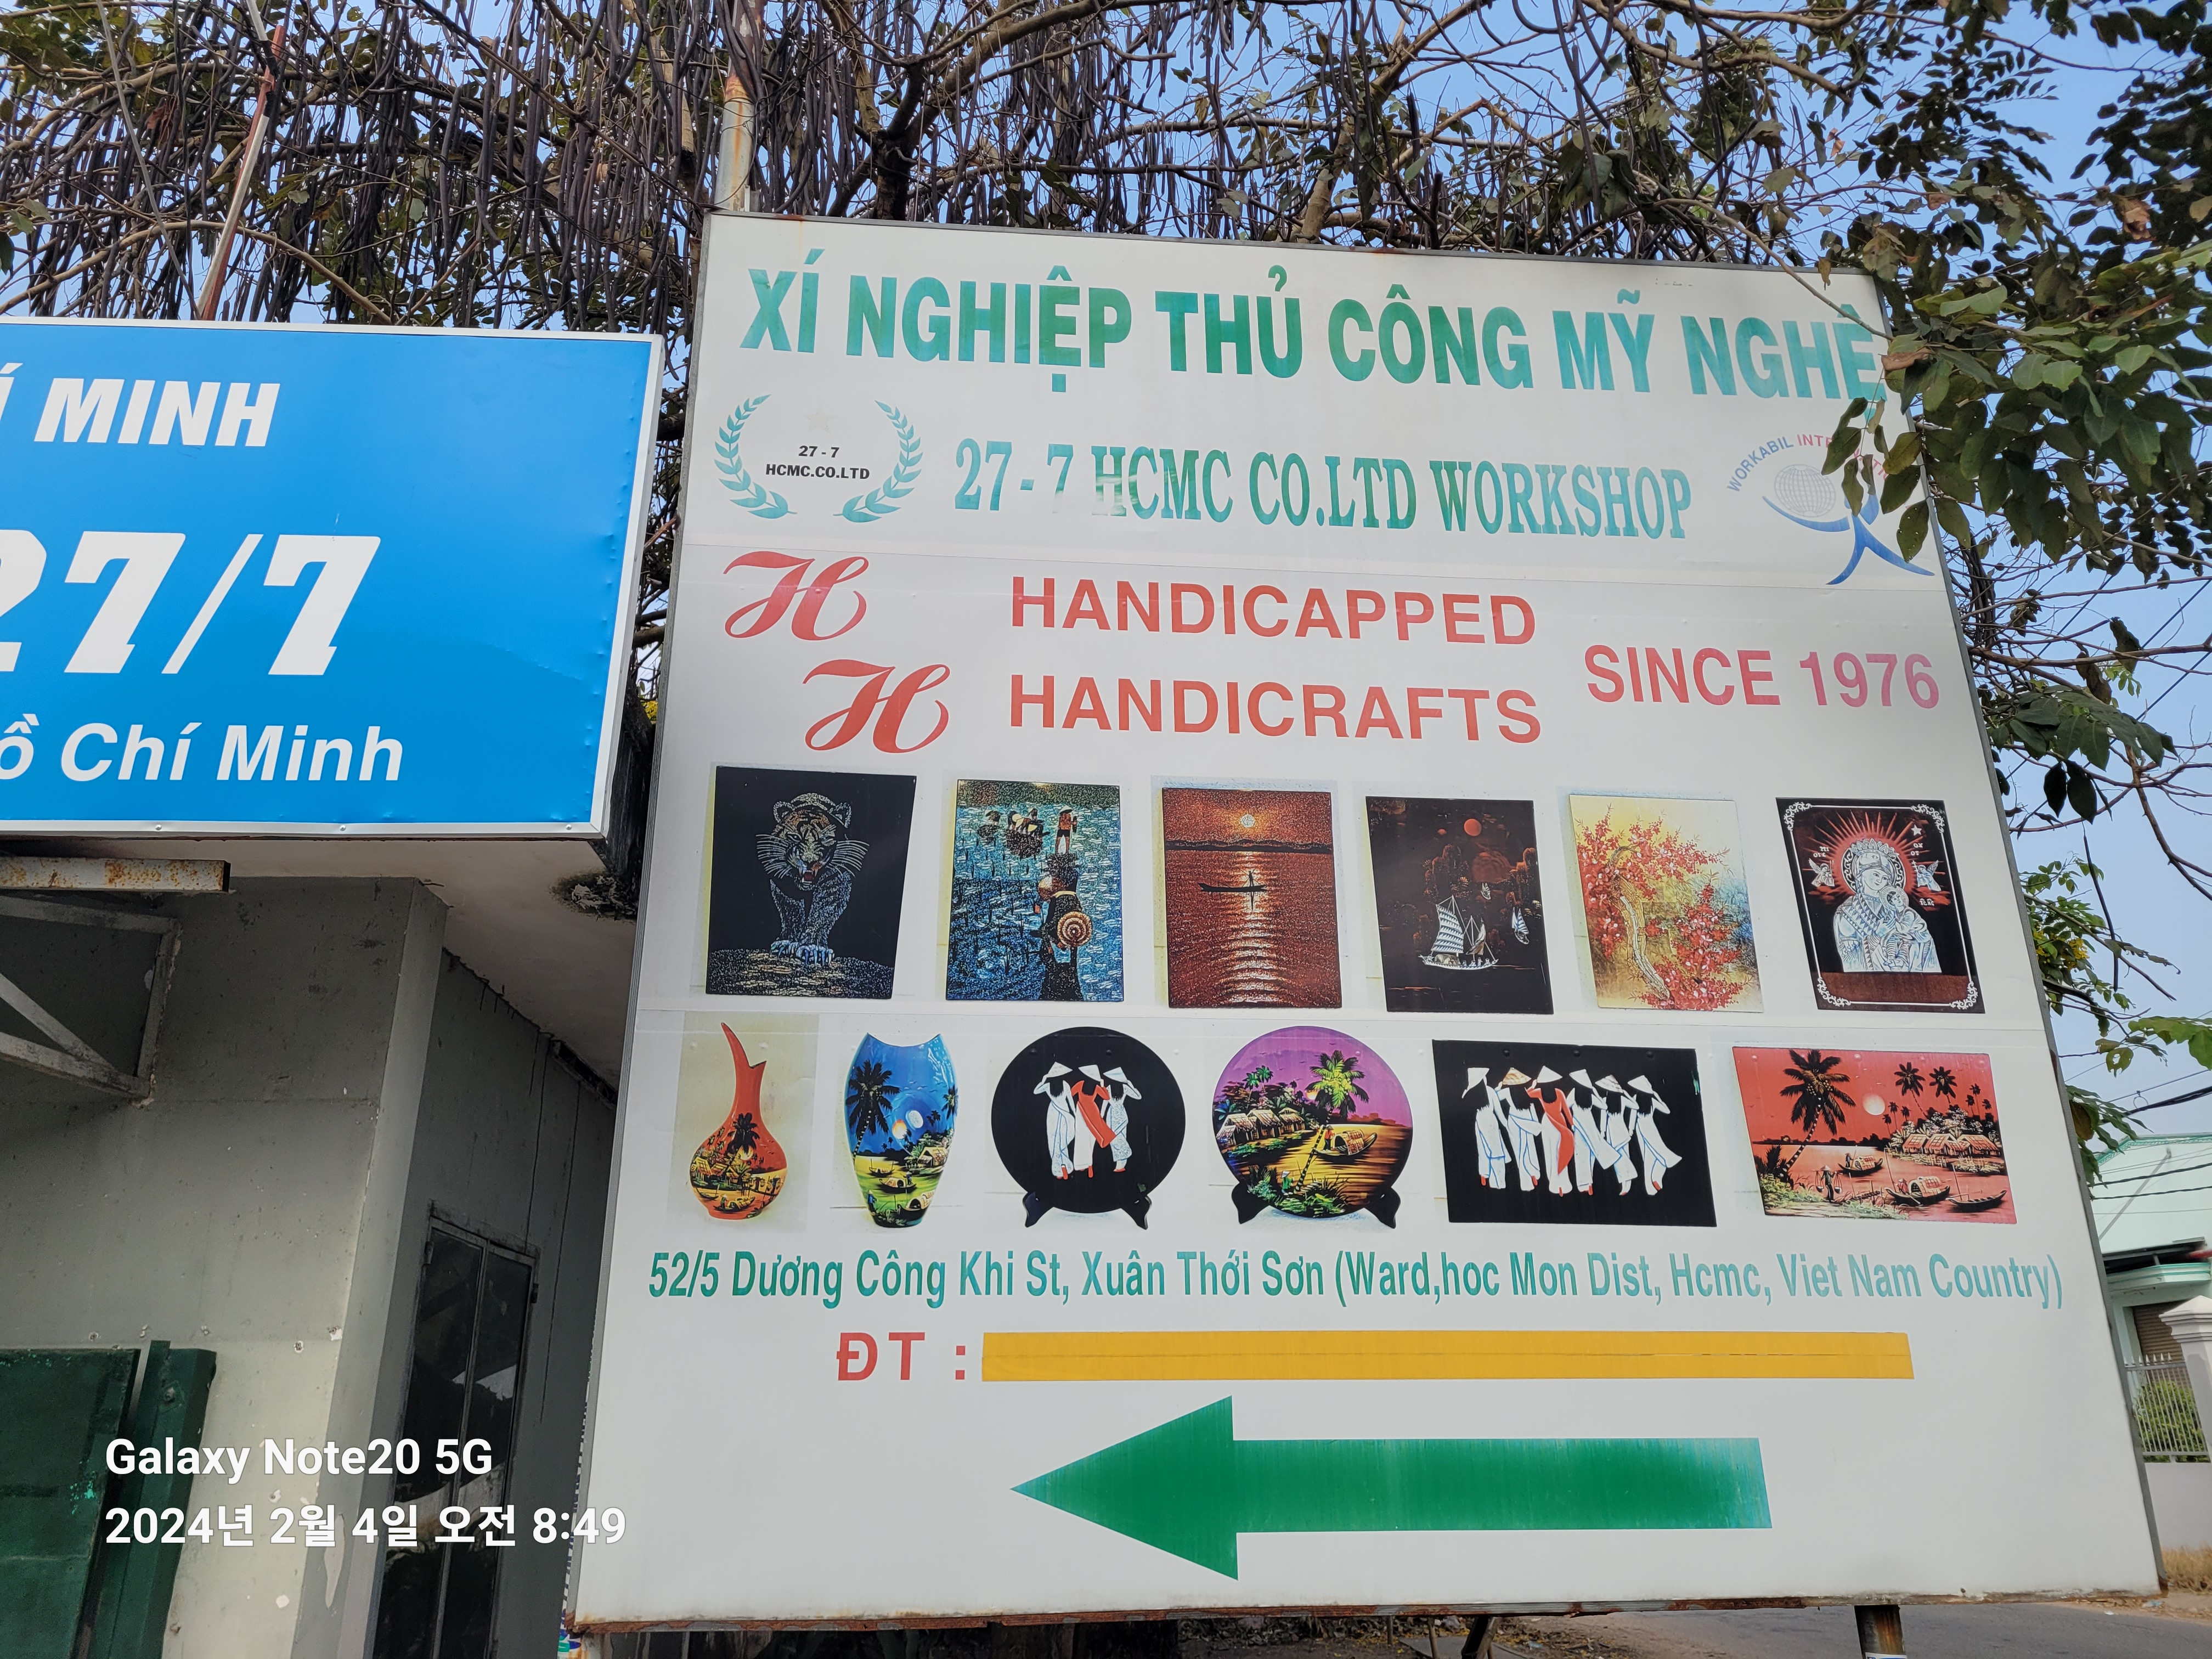 MINH
27/7
Chí Minh
XÍ NGHIỆP THỦ CÔNG MỸ NGHỆ
27 - 7
HCMC.CO.LTD
27 - 7 HCMC CO.LTD WORKSHOP
WORKABIL
H HANDICAPPED
H HANDICRAFTS
SINCE 1976
52/5 Dương Công Khi St, Xuân Thới Sơn (Ward,hoc Mon Dist, Hcmc, Viet Nam Country)
ĐT :
Galaxy Note20 5G
2024년 2월 4일 오전 8:49